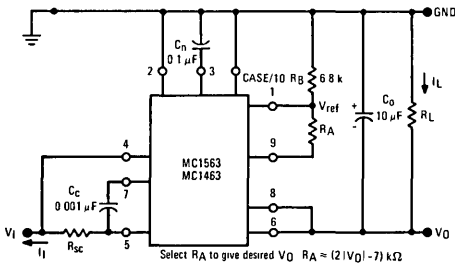 GND
Cn
0 1 µF
2
3
CASE/10
RB
6 8 k
1
Vref
RA
IL
+
Co
10 µF
−
RL
4
9
MC1563
MC1463
7
CC
0 001 µF
8
6
VI
II
Rsc
5
VO
Select RA to give desired VO RA ≈ (2|VO| -7) kΩ